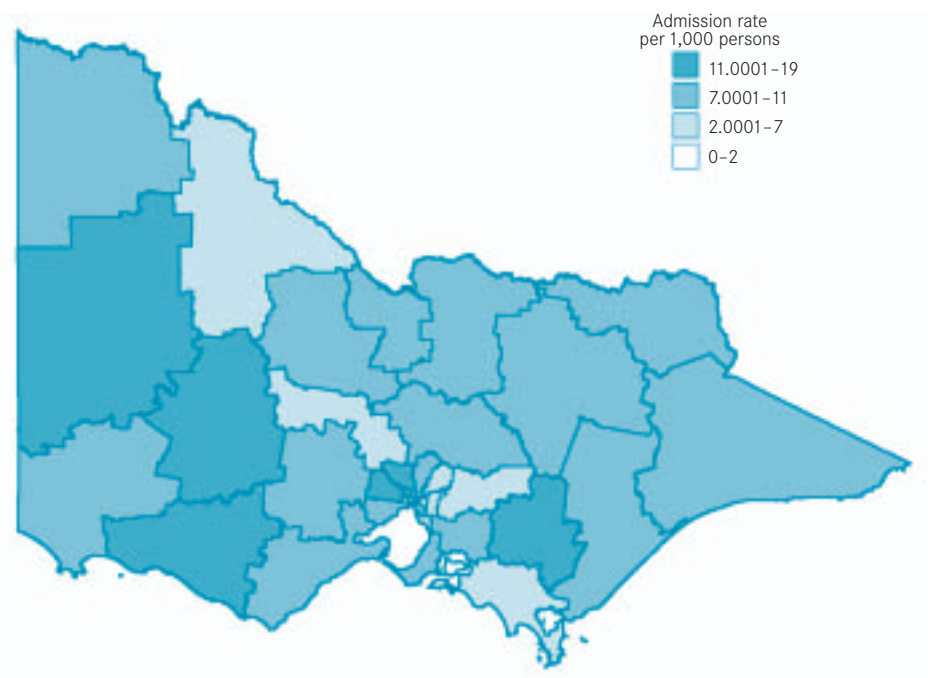 Admission rate
per 1,000 persons
11.0001–19
7.0001–11
2.0001–7
0–2